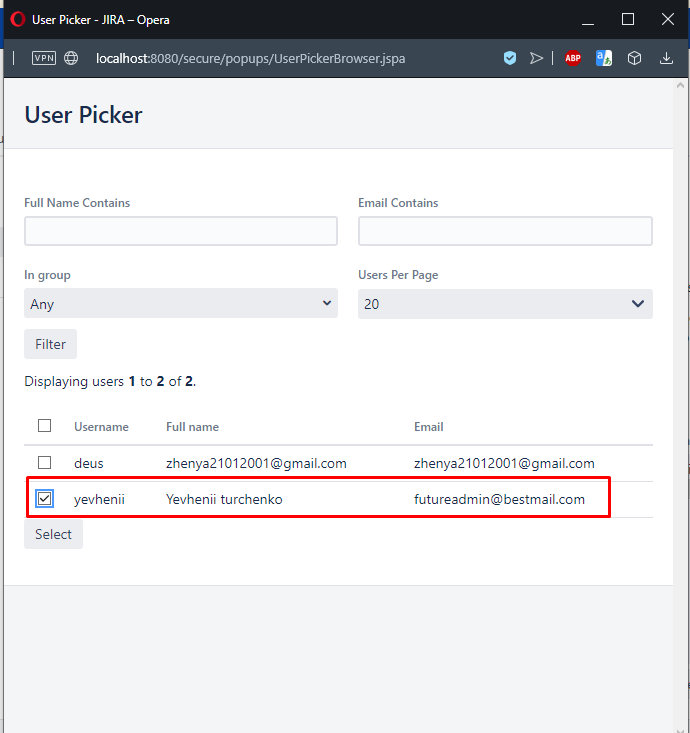 User Picker - JIRA – Opera
VPN localhost:8080/secure/popups/UserPickerBrowser.jspa ABP
User Picker
Full Name Contains Email Contains
In group Users Per Page
Any 20
Filter
Displaying users 1 to 2 of 2.
Username Full name Email
deus zhenya21012001@gmail.com zhenya21012001@gmail.com
yevhenii Yevhenii turchenko futureadmin@bestmail.com
Select